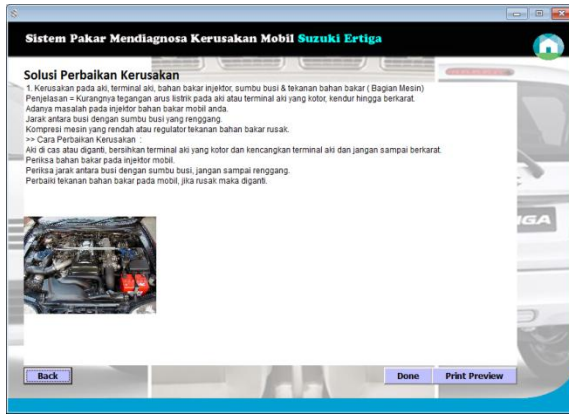 Sistem Pakar Mendiagnosa Kerusakan Mobil Suzuki Ertiga
Solusi Perbaikan Kerusakan
1. Kerusakan pada aki, terminal aki, bahan bakar injektor, sumbu busi & tekanan bahan bakar ( Bagian Mesin)
Penjelasan = Kurangnya tegangan arus listrik pada aki atau terminal aki yang kotor, kendur hingga berkarat.
Adanya masalah pada injektor bahan bakar mobil anda.
Jarak antara busi dengan sumbu busi yang renggang.
Kompresi mesin yang rendah atau regulator tekanan bahan bakar rusak.
>> Cara Perbaikan Kerusakan :
Aki di cas atau diganti, bersihkan terminal aki yang kotor dan kencangkan terminal aki dan jangan sampai berkarat.
Periksa bahan bakar pada injektor mobil.
Periksa jarak antara busi dengan sumbu busi, jangan sampai renggang.
Perbaiki tekanan bahan bakar pada mobil, jika rusak maka diganti.
IGA
Back
Done
Print Preview